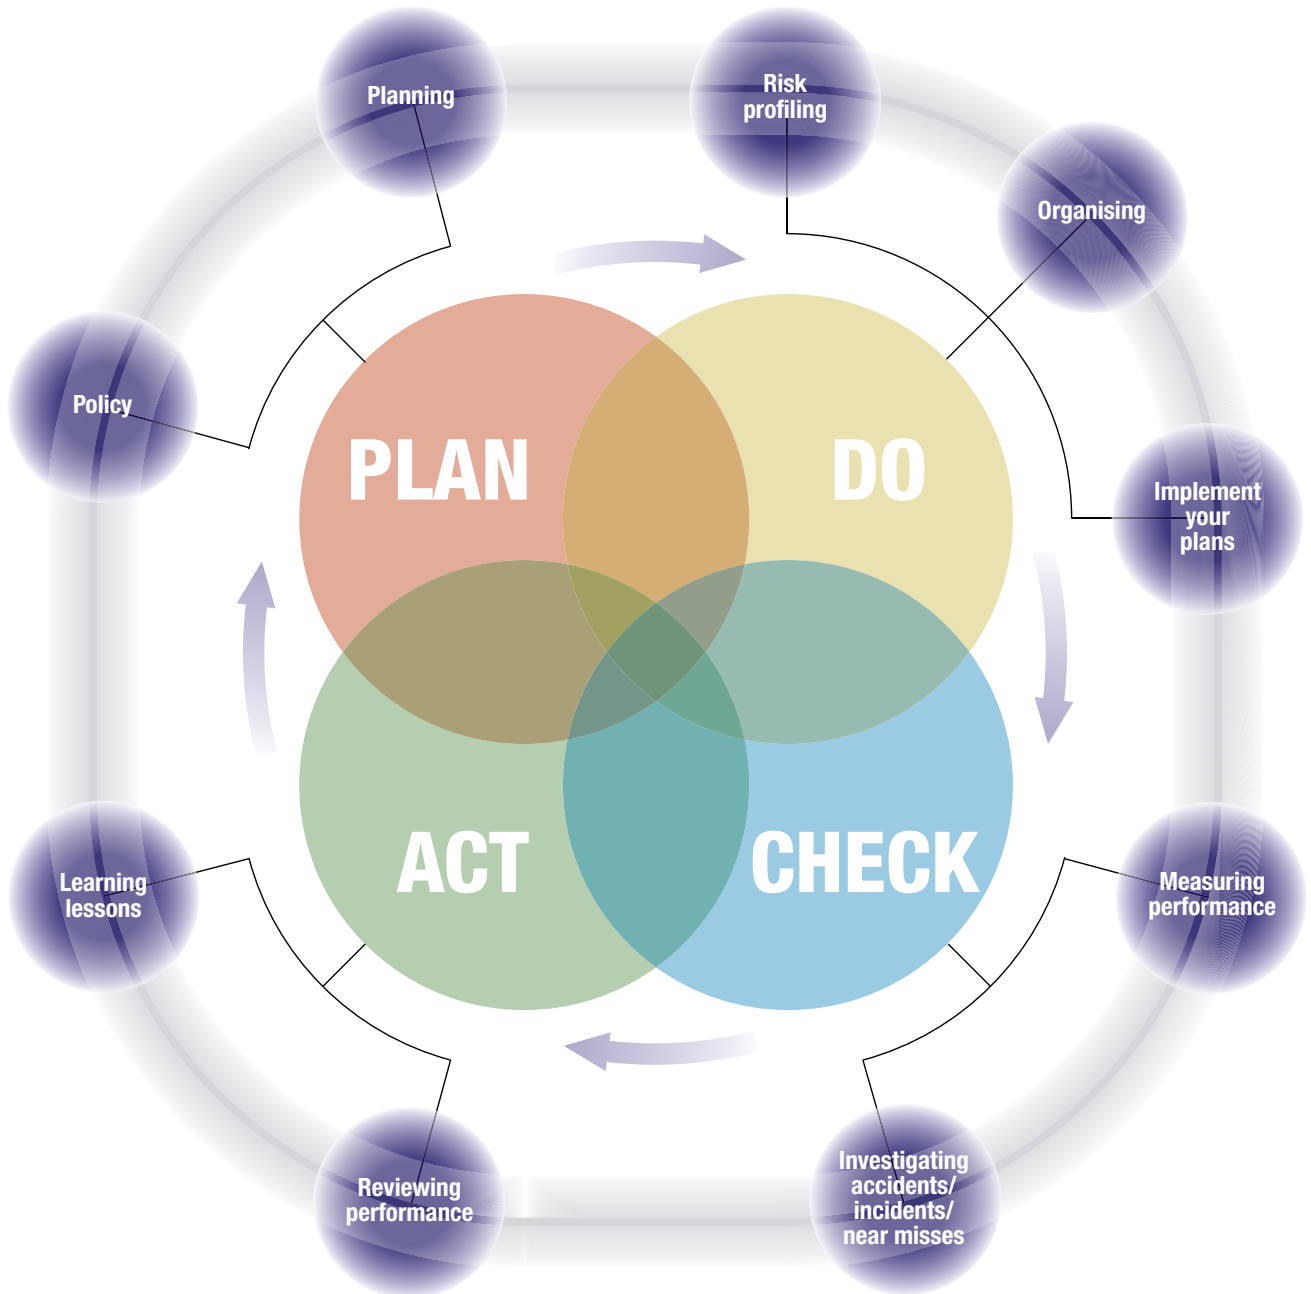 Planning
Risk
profiling
Organising
Policy
PLAN
DO
Implement
your
plans
ACT
CHECK
Learning
lessons
Measuring
performance
Reviewing
performance
Investigating
accidents/
incidents/
near misses